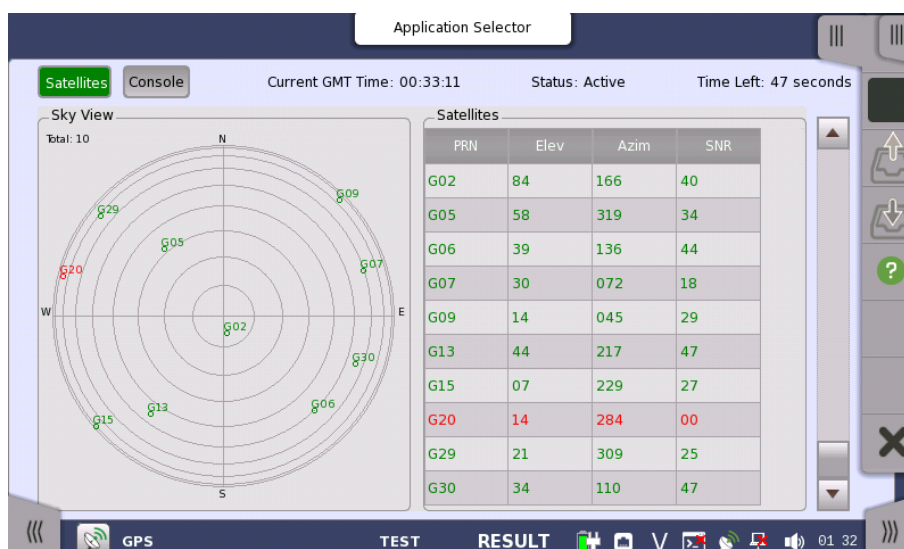 Application Selector
Satellites
Console
Current GMT Time: 00:33:11
Status: Active
Time Left: 47 seconds
Sky View
Total: 10
N
G09
G29
G05
G20
G07
W
E
G02
G30
G13
G06
G15
S
Satellites
PRN Elev Azim SNR
G02 84 166 40
G05 58 319 34
G06 39 136 44
G07 30 072 18
G09 14 045 29
G13 44 217 47
G15 07 229 27
G20 14 284 00
G29 21 309 25
G30 34 110 47
GPS
TEST
RESULT
V
01 32